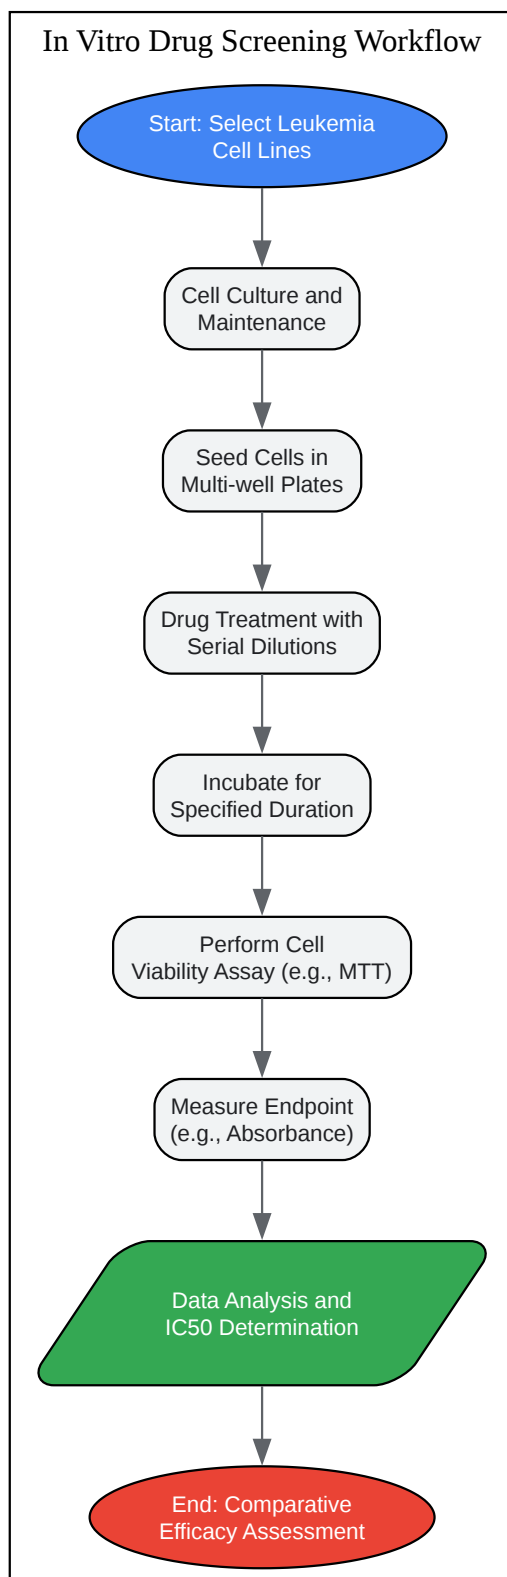 In Vitro Drug Screening Workflow
Start: Select Leukemia
Cell Lines
Cell Culture and
Maintenance
Seed Cells in
Multi-well Plates
Drug Treatment with
Serial Dilutions
Incubate for
Specified Duration
Perform Cell
Viability Assay (e.g., MTT)
Measure Endpoint
(e.g., Absorbance)
Data Analysis and
IC50 Determination
End: Comparative
Efficacy Assessment